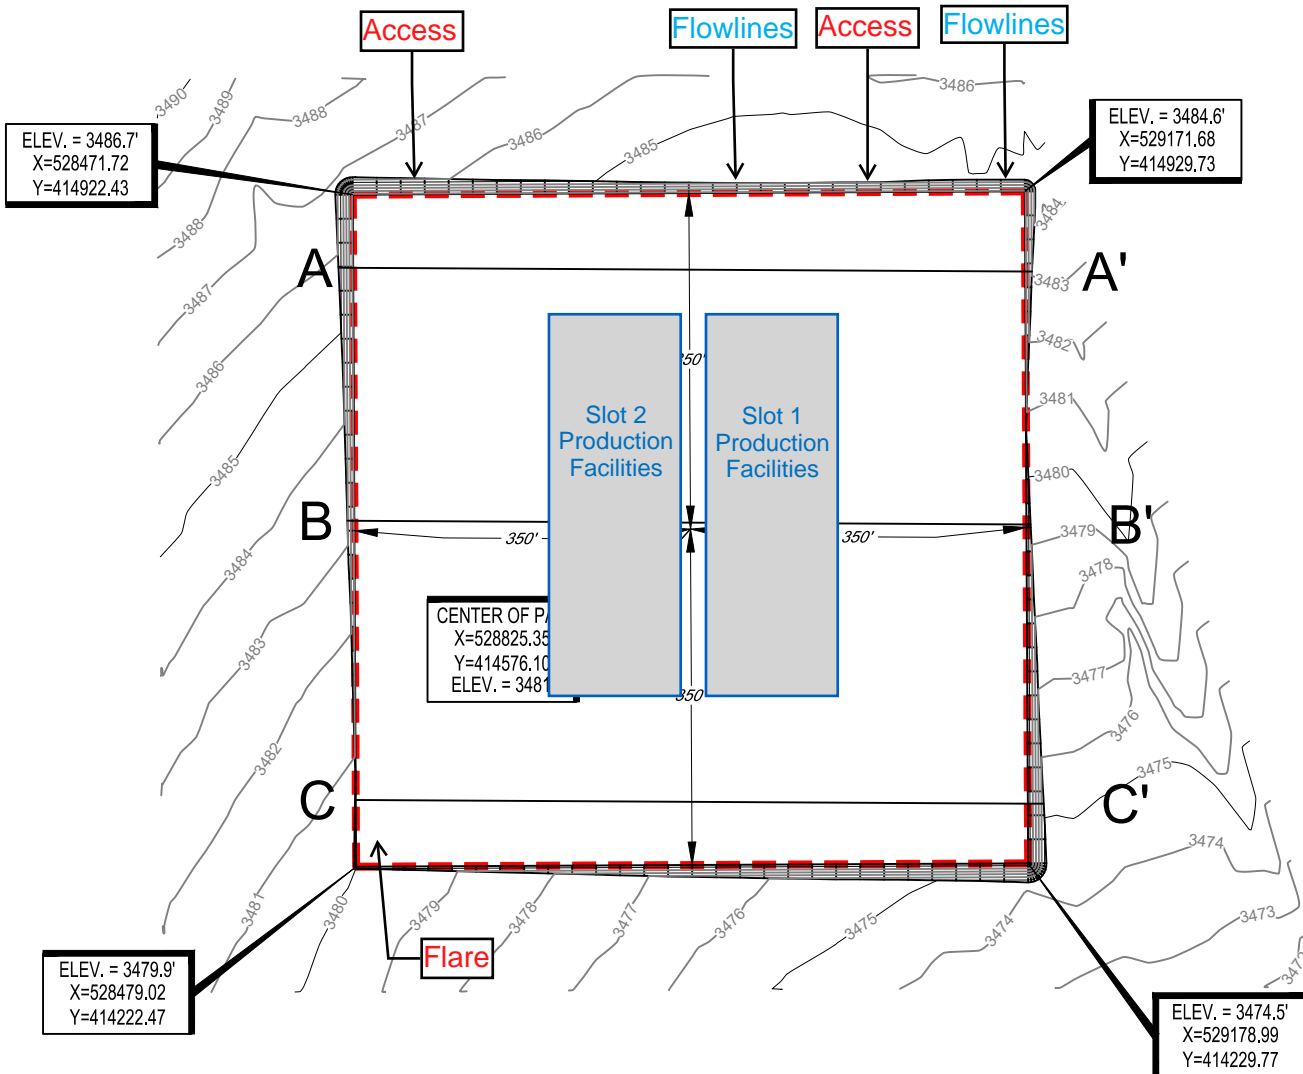 Access
Flowlines
Access
Flowlines
3490
3489
3488
3487
3486
3485
3486
ELEV. = 3486.7'
X=528471.72
Y=414922.43
ELEV. = 3484.6'
X=529171.68
Y=414929.73
3488
3487
3486
3485
3484
3483
3482
3481
3484
3483
3482
3481
3480
3479
3478
3477
3476
3475
3474
3473
A
A'
B
B'
C
C'
350'
350'
350'
350
Slot 2
Production
Facilities
Slot 1
Production
Facilities
CENTER OF
X=528825.35
Y=414576.10
ELEV. = 3481
3480
3479
3478
3477
3476
3475
3474
Flare
ELEV. = 3479.9'
X=528479.02
Y=414222.47
ELEV. = 3474.5'
X=529178.99
Y=414229.77